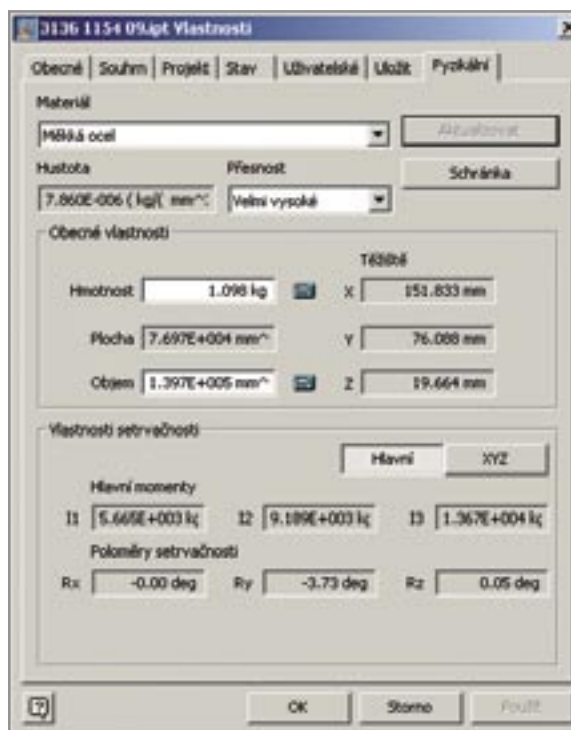 3136 1154 09.ipt Vlastnosti
Obecné Souhrn Projekt Stav Uživatelské Uložit Fyzikální
Materiál
Měkká ocel Aktualizovat
Hustota Přesnost Schránka
7.860E-006 ( kg/( mm^3 Velmi vysoké
Obecné vlastnosti
Těžiště
Hmotnost 1.098 kg X 151.833 mm
Plocha 7.697E+004 mm^ Y 76.088 mm
Objem 1.397E+005 mm^ Z 19.664 mm
Vlastnosti setrvačnosti
Hlavní XYZ
Hlavní momenty
I1 5.665E+003 kg I2 9.189E+003 kg I3 1.367E+004 kg
Poloměry setrvačnosti
Rx -0.00 deg Ry -3.73 deg Rz 0.05 deg
OK Storno Použít